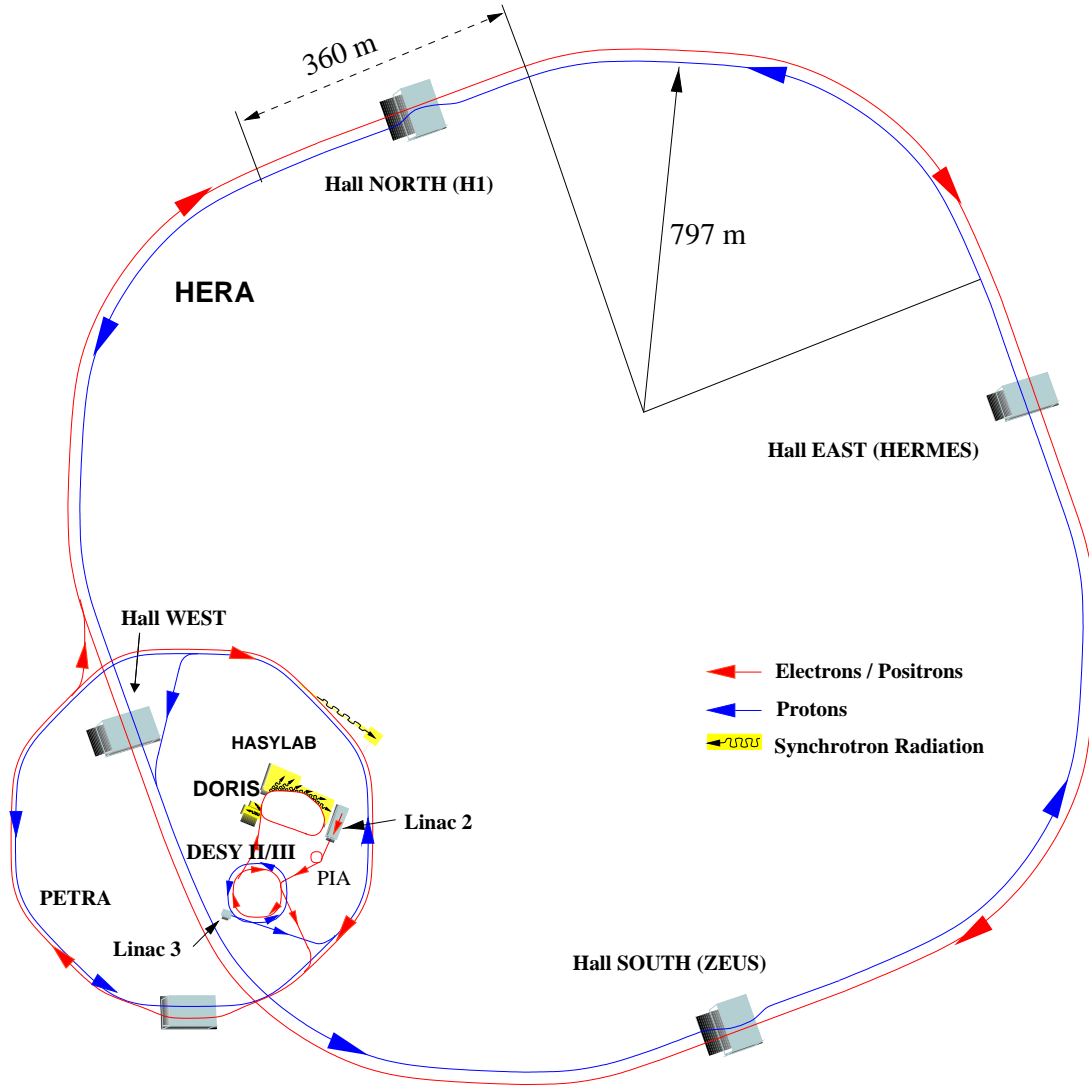 360 m
Hall NORTH (H1)
797 m
HERA
Hall EAST (HERMES)
Hall WEST
Electrons / Positrons
Protons
Synchrotron Radiation
HASYLAB
DORIS
Linac 2
DESY II/III
PIA
PETRA
Linac 3
Hall SOUTH (ZEUS)